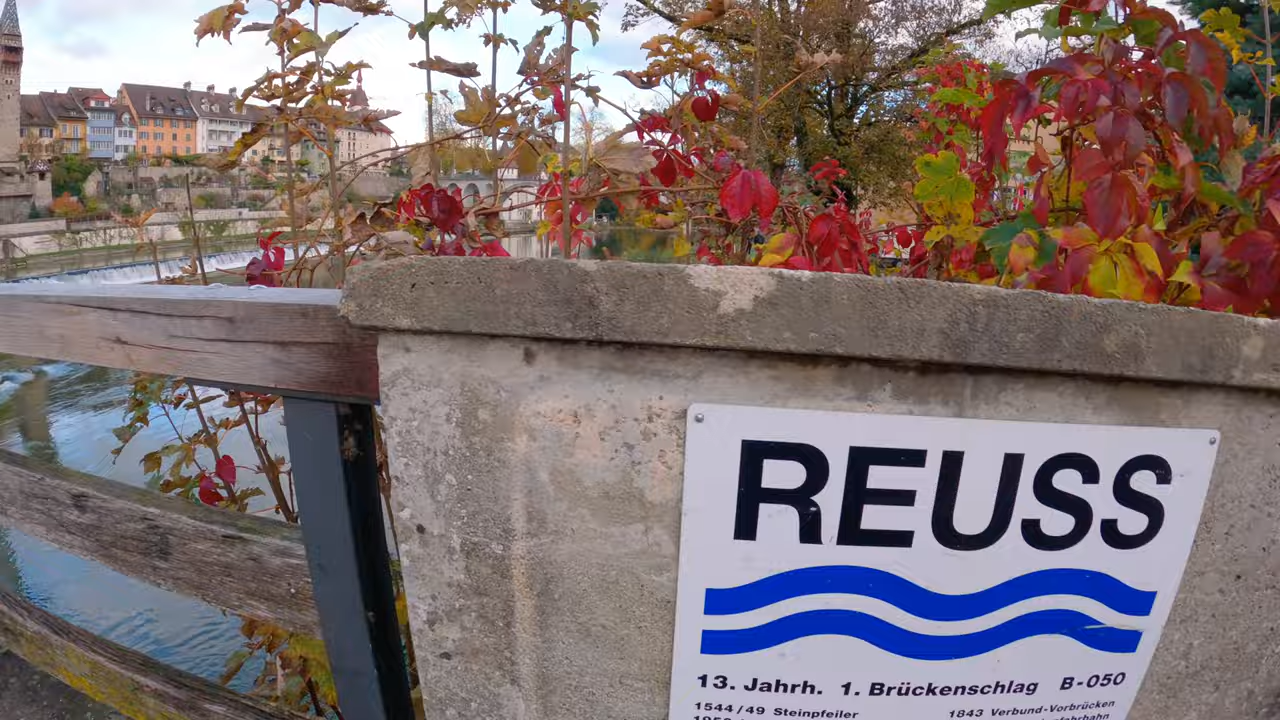 REUSS
13. Jahrh. 1. Brückenschlag B-050
1544/49 Steinpfeiler 1843 Verbund-Vorbrücken